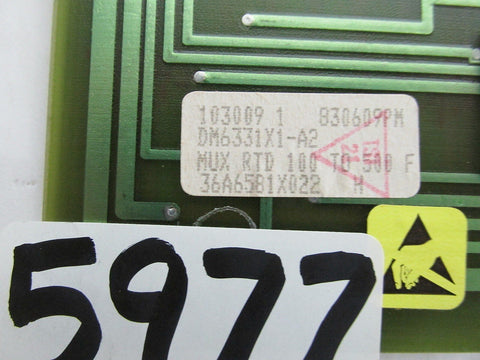 103009 1 830609PM
DM6331X1-A2
MUX RTD 100 TO 500 F
36A6581X022 H
5977